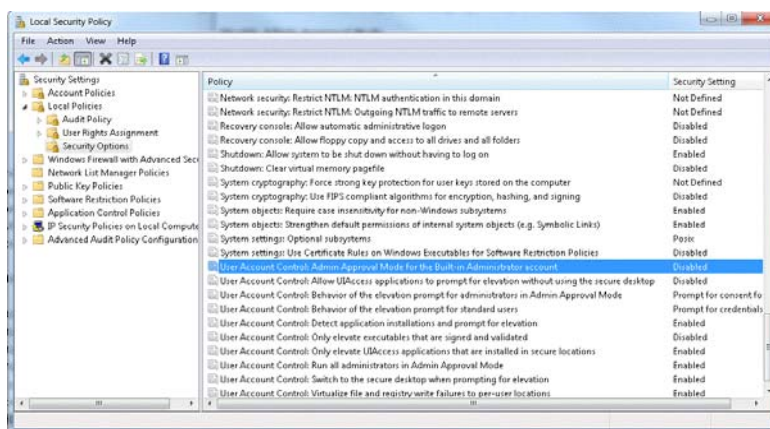 Local Security Policy
File Action View Help
Security Settings
Account Policies
Local Policies
Audit Policy
User Rights Assignment
Security Options
Windows Firewall with Advanced Secu
Network List Manager Policies
Public Key Policies
Software Restriction Policies
Application Control Policies
IP Security Policies on Local Compute
Advanced Audit Policy Configuration
Policy Security Setting
Network security: Restrict NTLM: NTLM authentication in this domain Not Defined
Network security: Restrict NTLM: Outgoing NTLM traffic to remote servers Not Defined
Recovery console: Allow automatic administrative logon Disabled
Recovery console: Allow floppy copy and access to all drives and all folders Disabled
Shutdown: Allow system to be shut down without having to log on Enabled
Shutdown: Clear virtual memory pagefile Disabled
System cryptography: Force strong key protection for user keys stored on the computer Not Defined
System cryptography: Use FIPS compliant algorithms for encryption, hashing, and signing Disabled
System objects: Require case insensitivity for non-Windows subsystems Enabled
System objects: Strengthen default permissions of internal system objects (e.g. Symbolic Links) Enabled
System settings: Optional subsystems Posix
System settings: Use Certificate Rules on Windows Executables for Software Restriction Policies Disabled
User Account Control: Admin Approval Mode for the Built-in Administrator account Disabled
User Account Control: Allow UIAccess applications to prompt for elevation without using the secure desktop Disabled
User Account Control: Behavior of the elevation prompt for administrators in Admin Approval Mode Prompt for consent fo
User Account Control: Behavior of the elevation prompt for standard users Prompt for credentials
User Account Control: Detect application installations and prompt for elevation Enabled
User Account Control: Only elevate executables that are signed and validated Disabled
User Account Control: Only elevate UIAccess applications that are installed in secure locations Enabled
User Account Control: Run all administrators in Admin Approval Mode Enabled
User Account Control: Switch to the secure desktop when prompting for elevation Enabled
User Account Control: Virtualize file and registry write failures to per-user locations Enabled